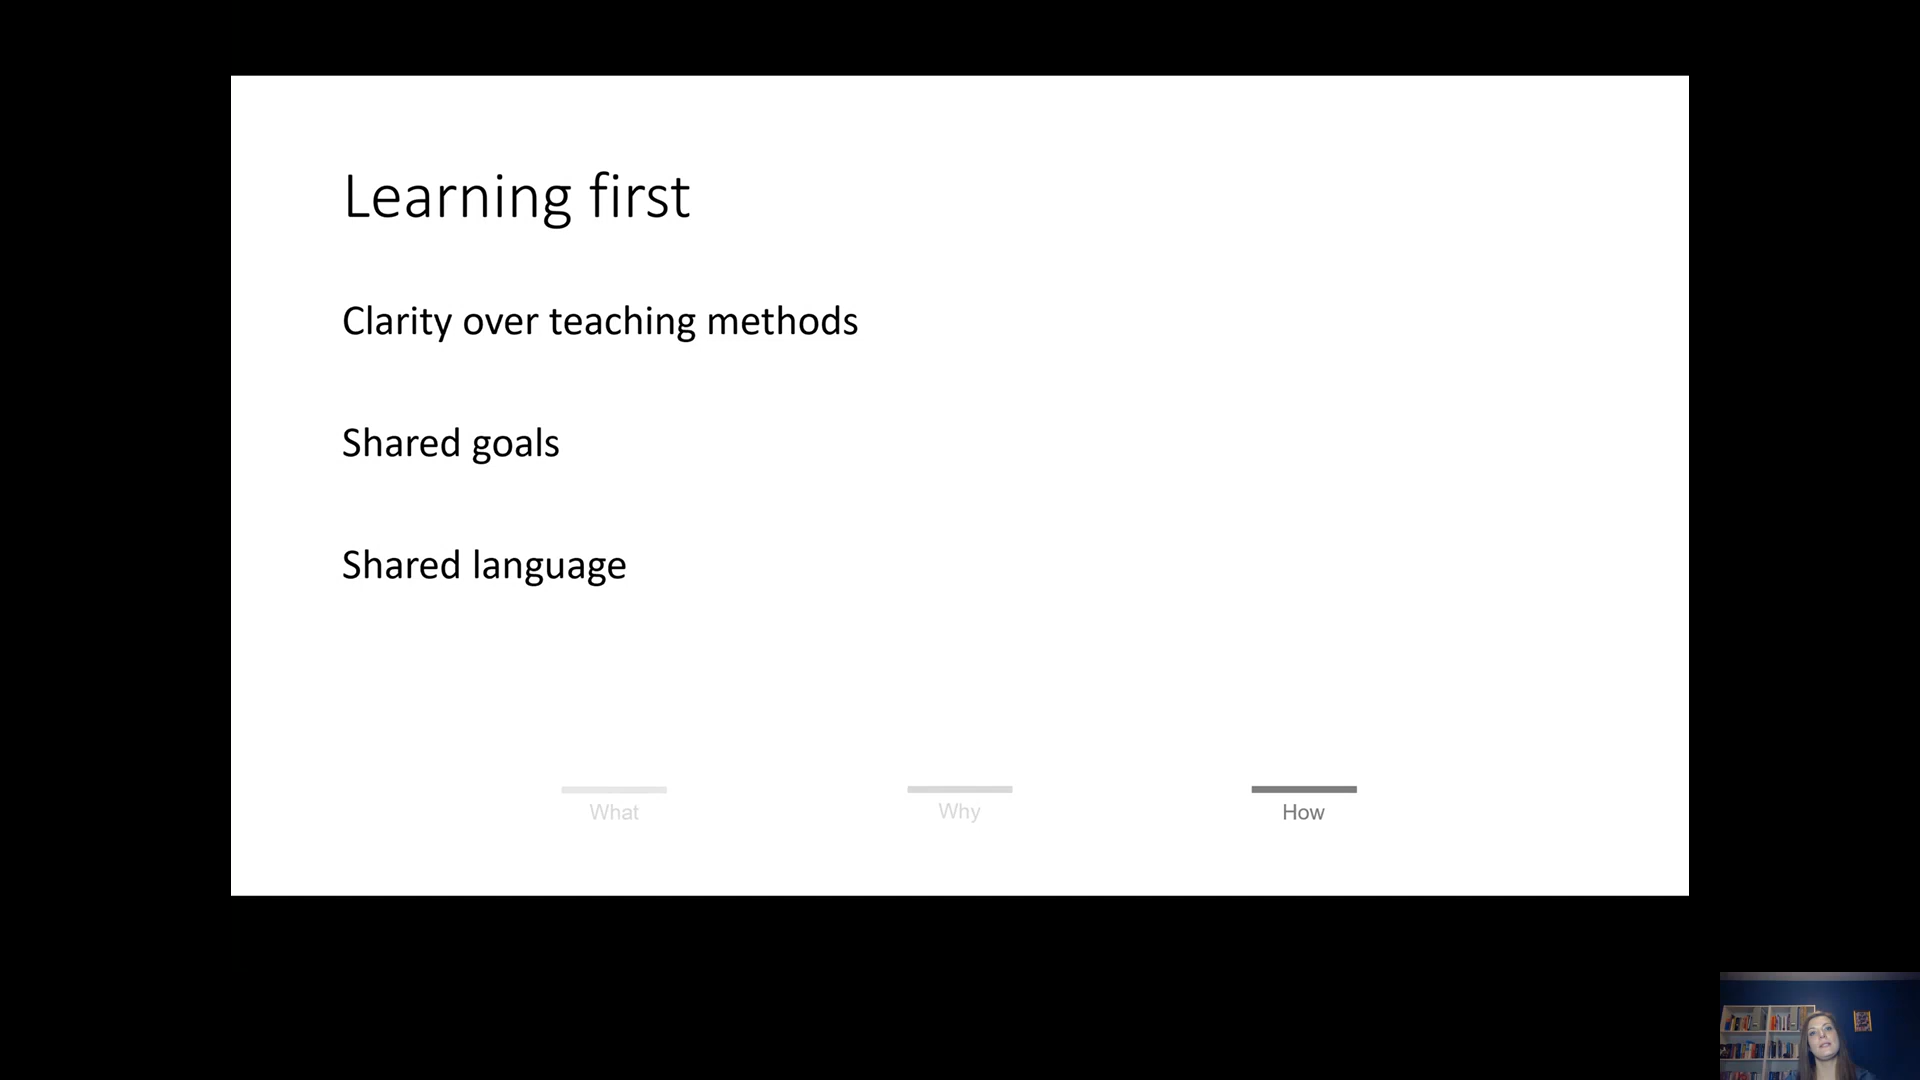 Learning first
Clarity over teaching methods
Shared goals
Shared language
What
Why
How